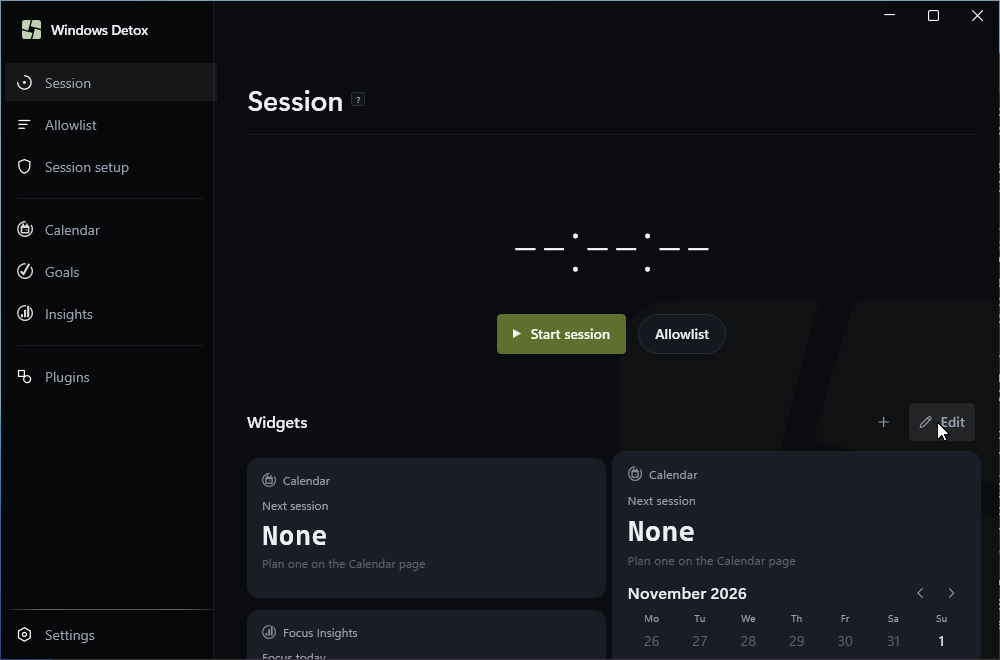 Windows Detox
Session
Allowlist
Session setup
Calendar
Goals
Insights
Plugins
Settings
Session ?
--:--:--
Start session
Allowlist
Widgets
+
Edit
Calendar
Next session
None
Plan one on the Calendar page
Focus Insights
Focus today
Calendar
Next session
None
Plan one on the Calendar page
November 2026
Mo Tu We Th Fr Sa Su
26 27 28 29 30 31 1